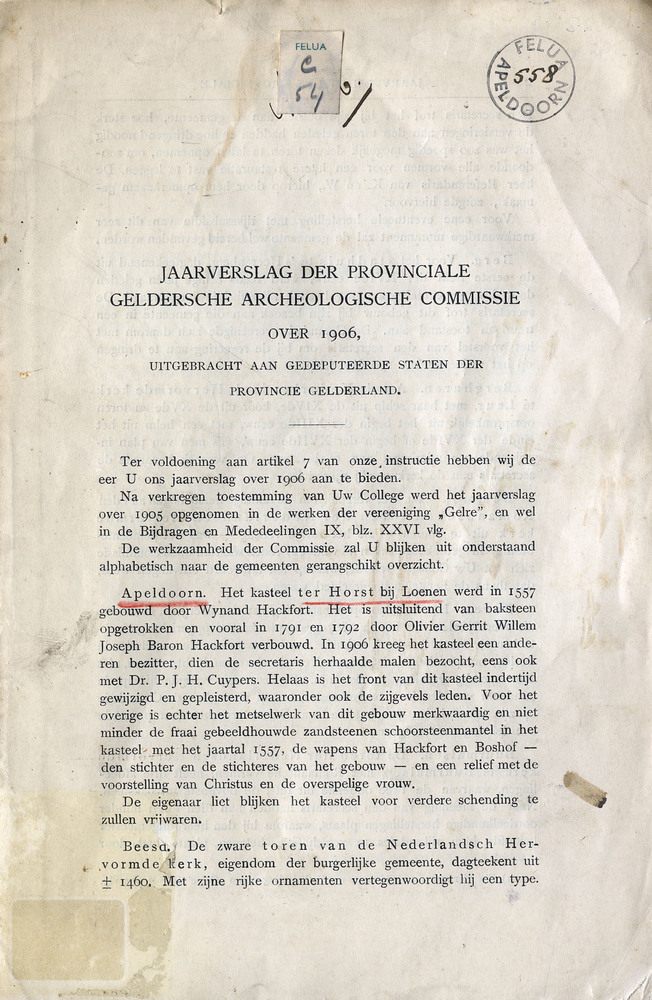 FELUA
C
54
FELUA
558
APELDOORN
JAARVERSLAG DER PROVINCIALE
GELDERSCHE ARCHEOLOGISCHE COMMISSIE
OVER 1906,
UITGEBRACHT AAN GEDEPUTEERDE STATEN DER
PROVINCIE GELDERLAND.
Ter voldoening aan artikel 7 van onze instructie hebben wij de
eer U ons jaarverslag over 1906 aan te bieden.
Na verkregen toestemming van Uw College werd het jaarverslag
over 1905 opgenomen in de werken der vereeniging „Gelre”, en wel
in de Bijdragen en Mededeelingen IX, blz. XXVI vlg.
De werkzaamheid der Commissie zal U blijken uit onderstaand
alphabetisch naar de gemeenten gerangschikt overzicht.
Apeldoorn. Het kasteel ter Horst bij Loenen werd in 1557
gebouwd door Wynand Hackfort. Het is uitsluitend van baksteen
opgetrokken en vooral in 1791 en 1792 door Olivier Gerrit Willem
Joseph Baron Hackfort verbouwd. In 1906 kreeg het kasteel een ande-
ren bezitter, dien de secretaris herhaalde malen bezocht, eens ook
met Dr. P. J. H. Cuypers. Helaas is het front van dit kasteel indertijd
gewijzigd en gepleisterd, waaronder ook de zijgevels leden. Voor het
overige is echter het metselwerk van dit gebouw merkwaardig en niet
minder de fraai gebeeldhouwde zandsteenen schoorsteenmantel in het
kasteel met het jaartal 1557, de wapens van Hackfort en Boshof —
den stichter en de stichteres van het gebouw — en een relief met de
voorstelling van Christus en de overspelige vrouw.
De eigenaar liet blijken het kasteel voor verdere schending te
zullen vrijwaren.
Beesd. De zware toren van de Nederlandsch Her-
vormde kerk, eigendom der burgerlijke gemeente, dagteekent uit
± 1460. Met zijne rijke ornamenten vertegenwoordigt hij een type.